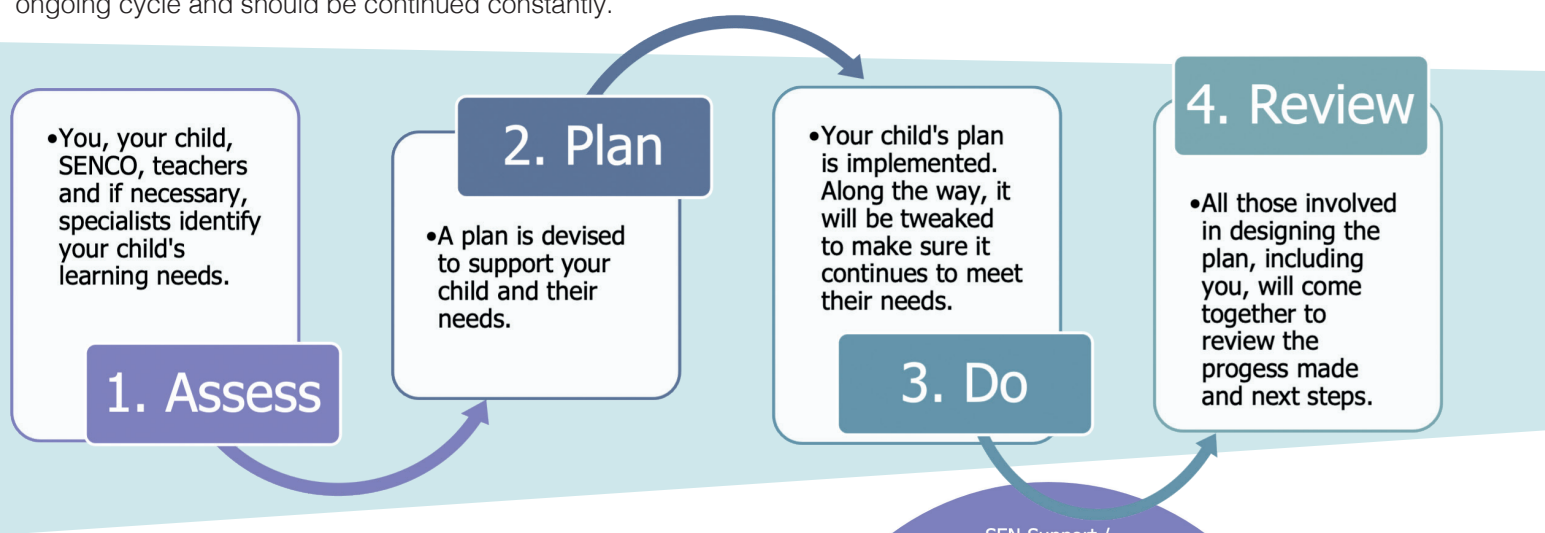 ongoing cycle and should be continued constantly.
•You, your child,
SENCO, teachers
and if necessary,
specialists identify
your child's
learning needs.
1. Assess
2. Plan
•A plan is devised
to support your
child and their
needs.
•Your child's plan
is implemented.
Along the way, it
will be tweaked
to make sure it
continues to meet
their needs.
3. Do
4. Review
•All those involved
in designing the
plan, including
you, will come
together to
review the
progess made
and next steps.
SEN Support /